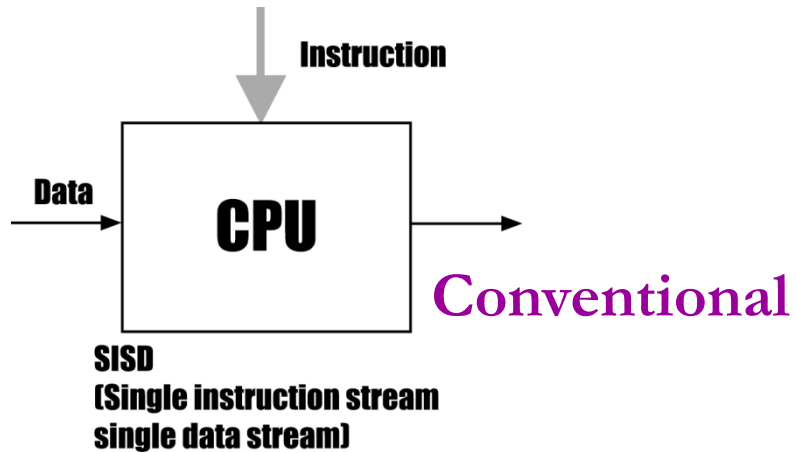 Instruction
Data
CPU
Conventional
SISD
(Single instruction stream
single data stream)